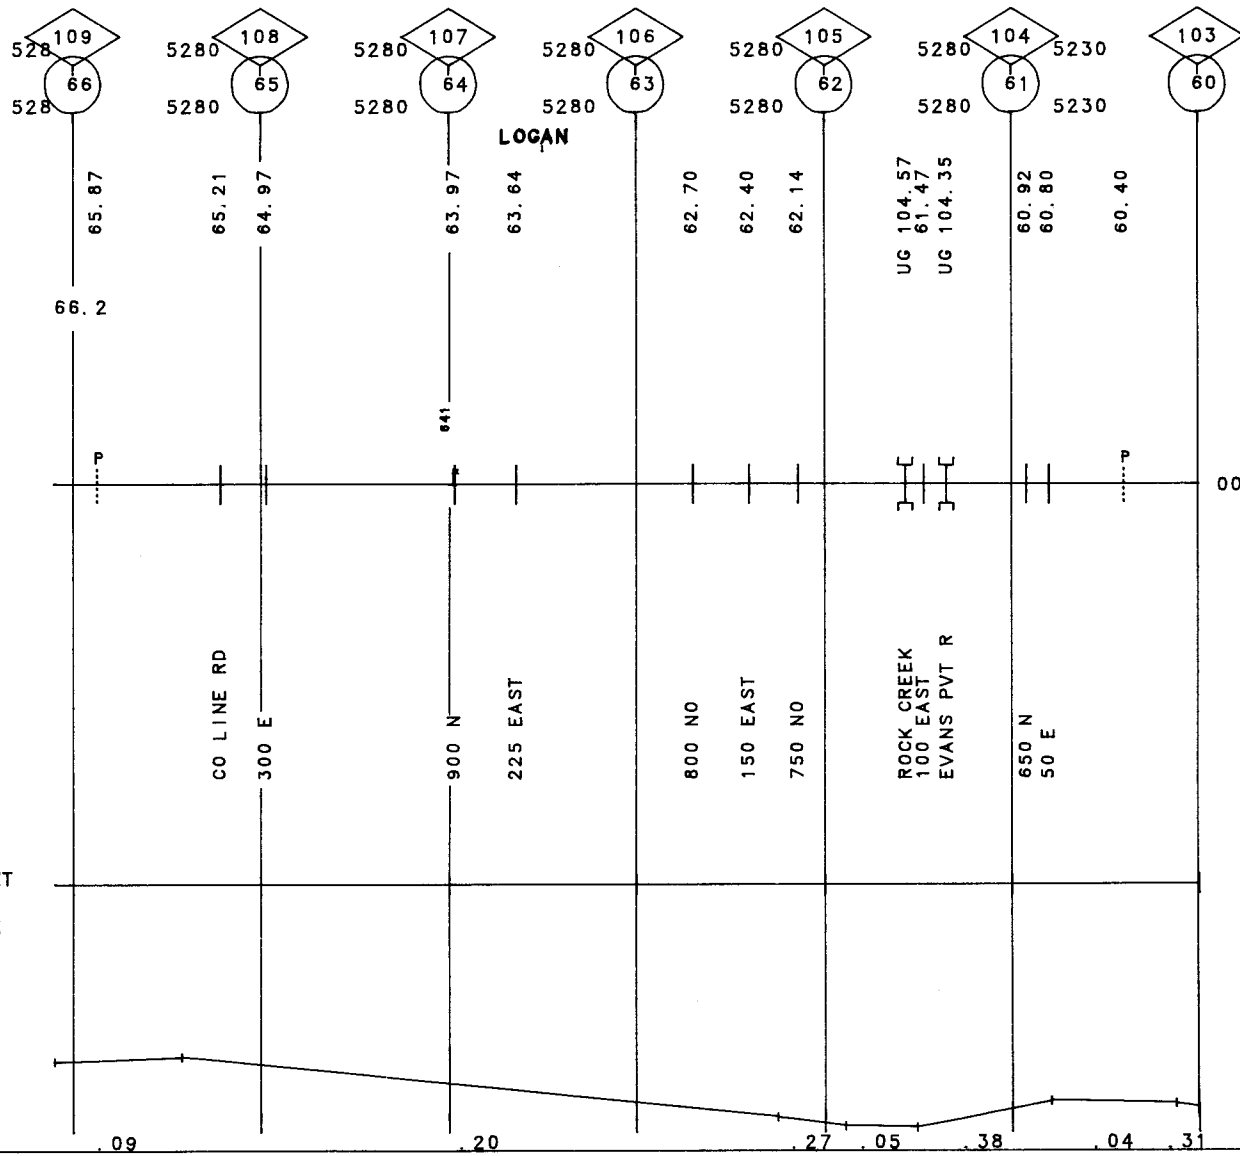 109 108 107 106 105 104 103
528 5280 5280 5280 5280 5280 5230
66 65 64 63 62 61 60
528 5280 5280 5280 5280 5280 5230
LOGAN
65.87
65.21
64.97
63.97
63.64
62.70
62.40
62.14
UG 104.57
61.47
UG 104.35
60.92
60.80
60.40
66.2
641
P
P
00
CO LINE RD
300 E
900 N
225 EAST
800 NO
150 EAST
750 NO
ROCK CREEK
100 EAST
EVANS PVT R
650 N
50 E
.09 .20 .27 .05 .38 .04 .31